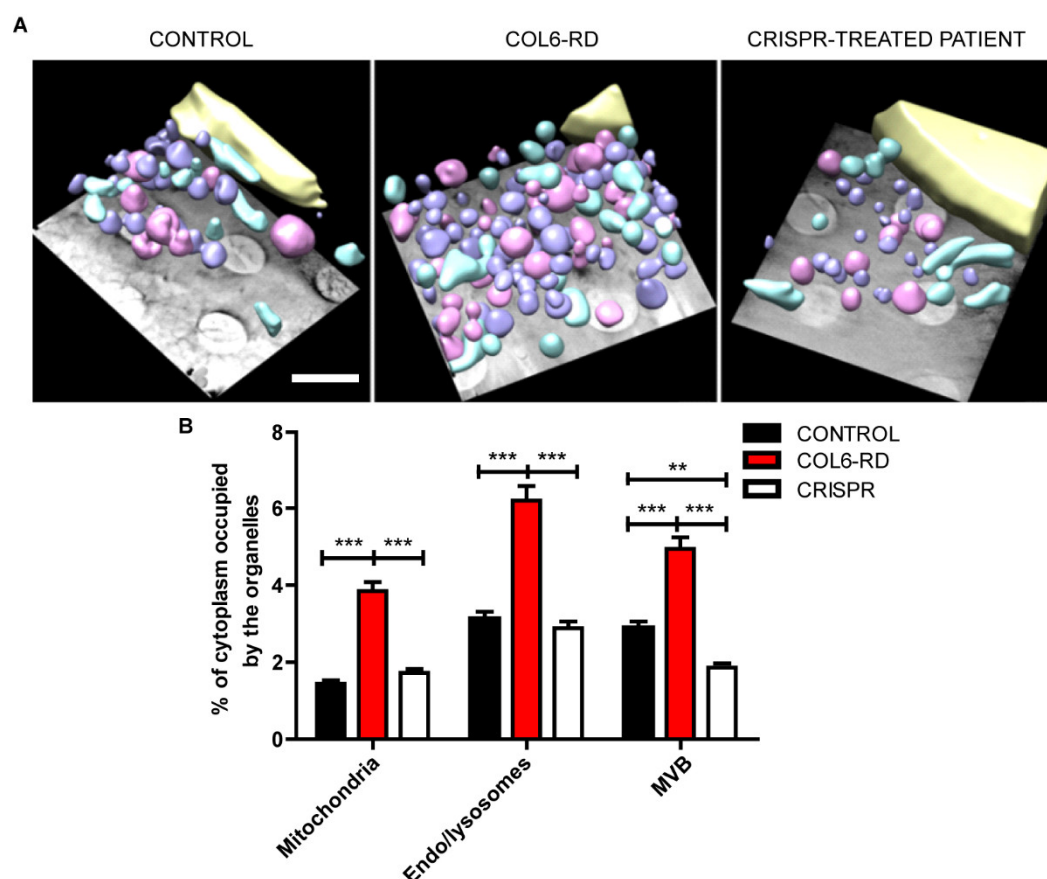 A
CONTROL
COL6-RD
CRISPR-TREATED PATIENT
B
% of cytoplasm occupied
by the organelles
8
6
4
2
0
***
***
***
***
**
***
***
CONTROL
COL6-RD
CRISPR
Mitochondria
Endo/lysosomes
MVB